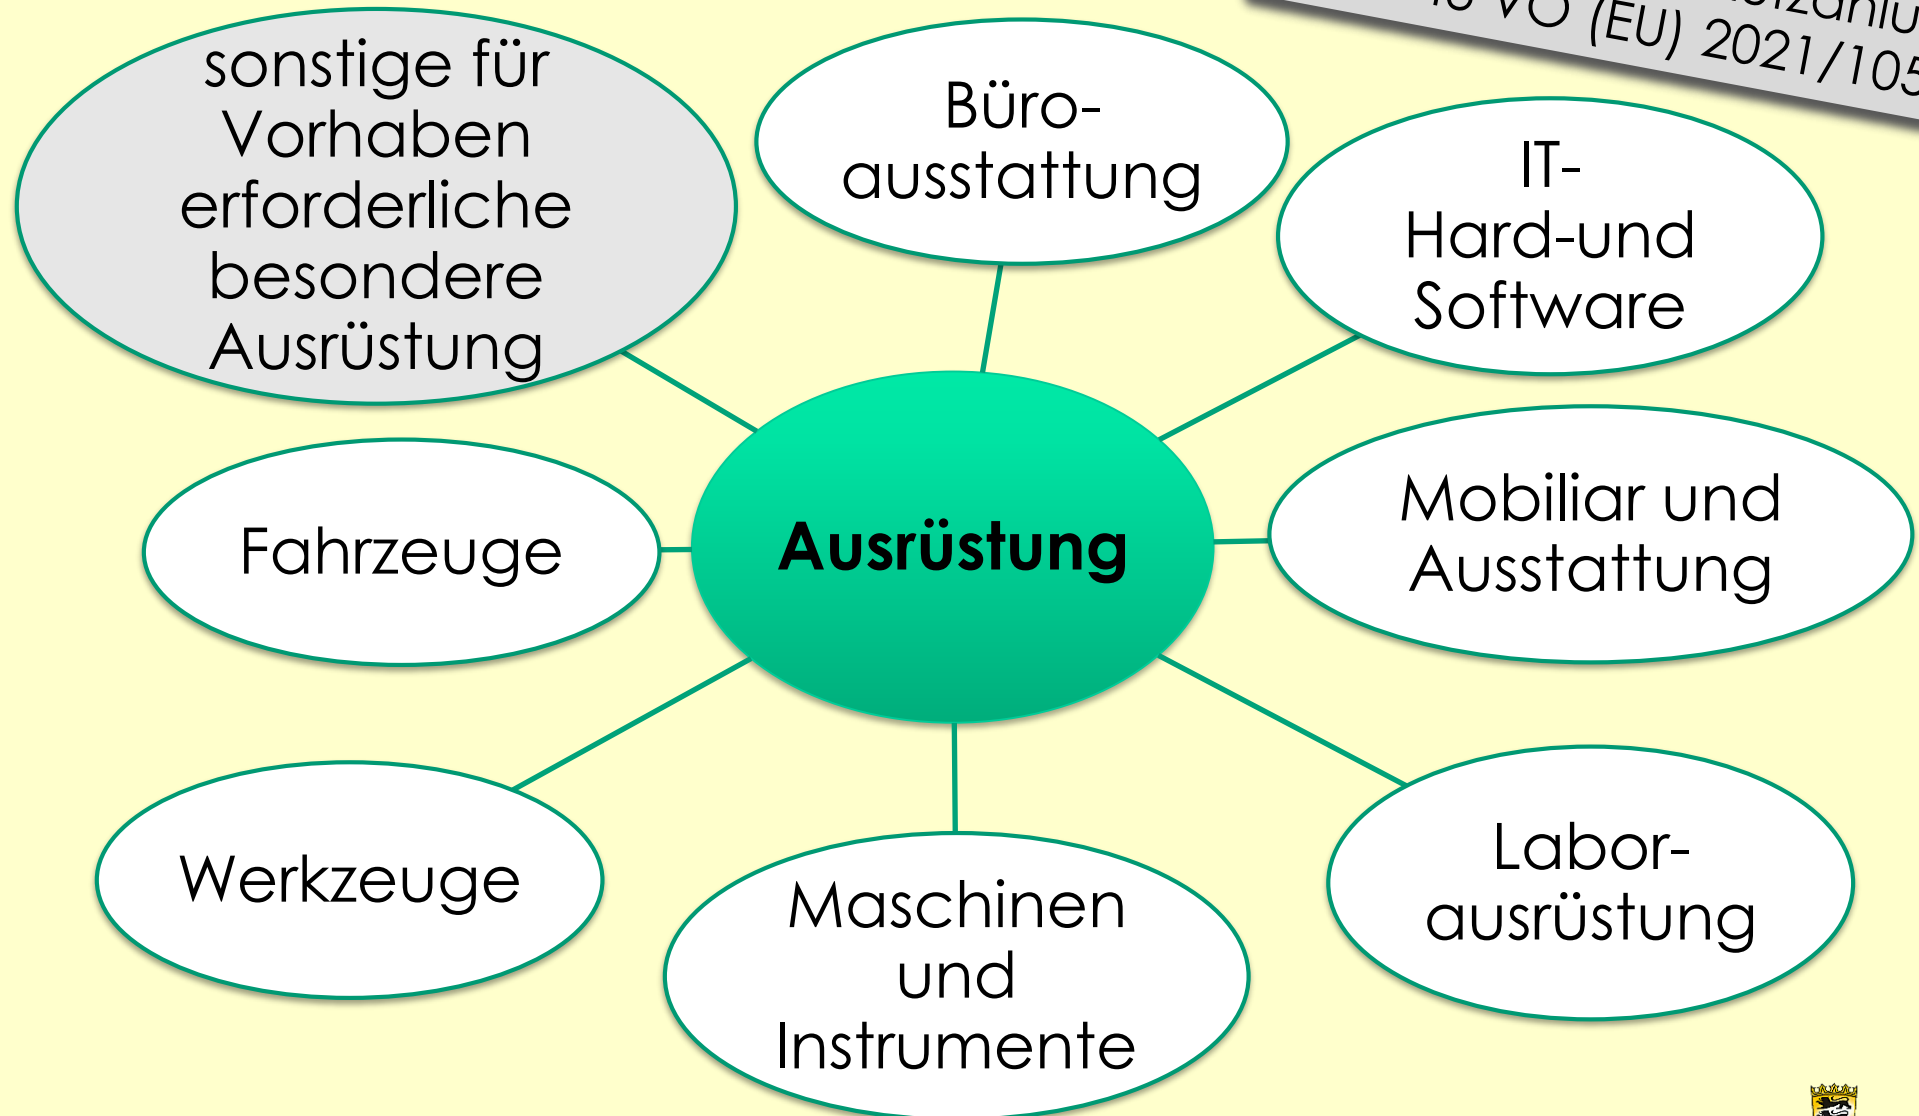 sonstige für
Vorhaben
erforderliche
besondere
Ausrüstung
Büro-
ausstattung
VO (EU) 2021/105
IT-
Hard-und
Software
Fahrzeuge
Ausrüstung
Mobiliar und
Ausstattung
Werkzeuge
Maschinen
und
Instrumente
Labor-
ausrüstung